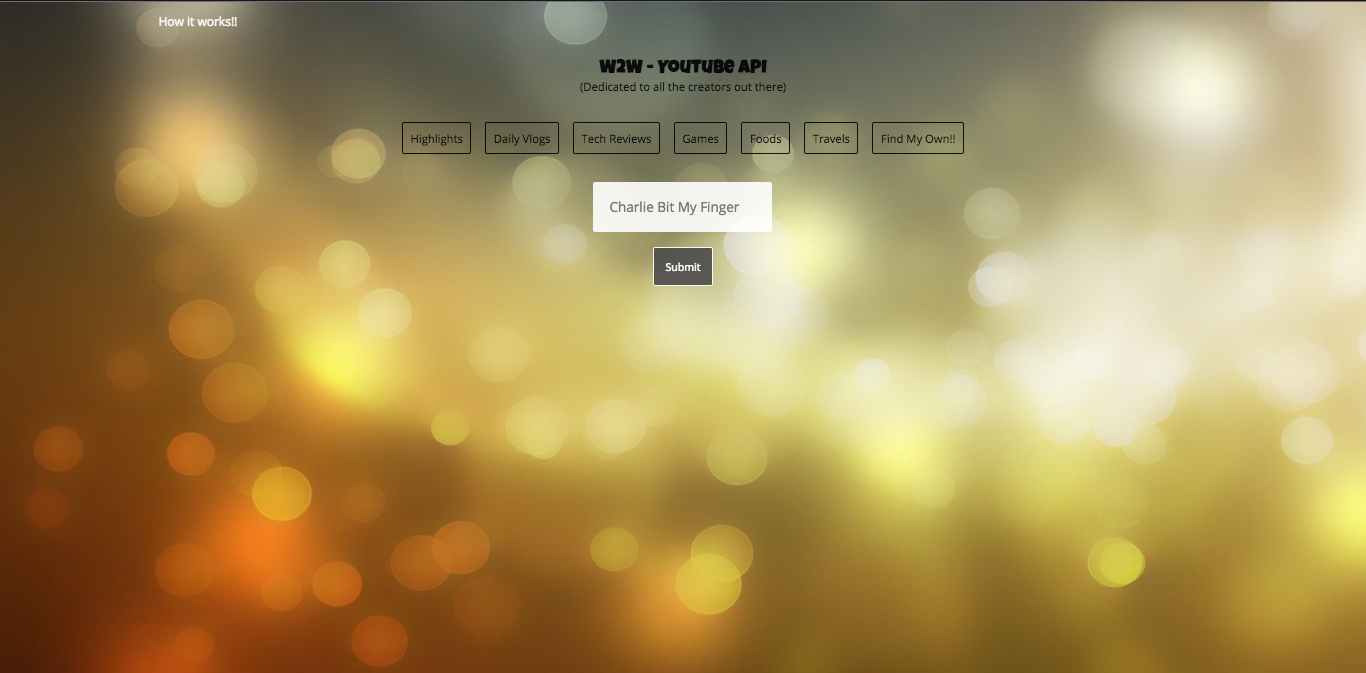 How it works!!
W2W - YouTube API
(Dedicated to all the creators out there)
Highlights Daily Vlogs Tech Reviews Games Foods Travels Find My Own!!
Charlie Bit My Finger
Submit